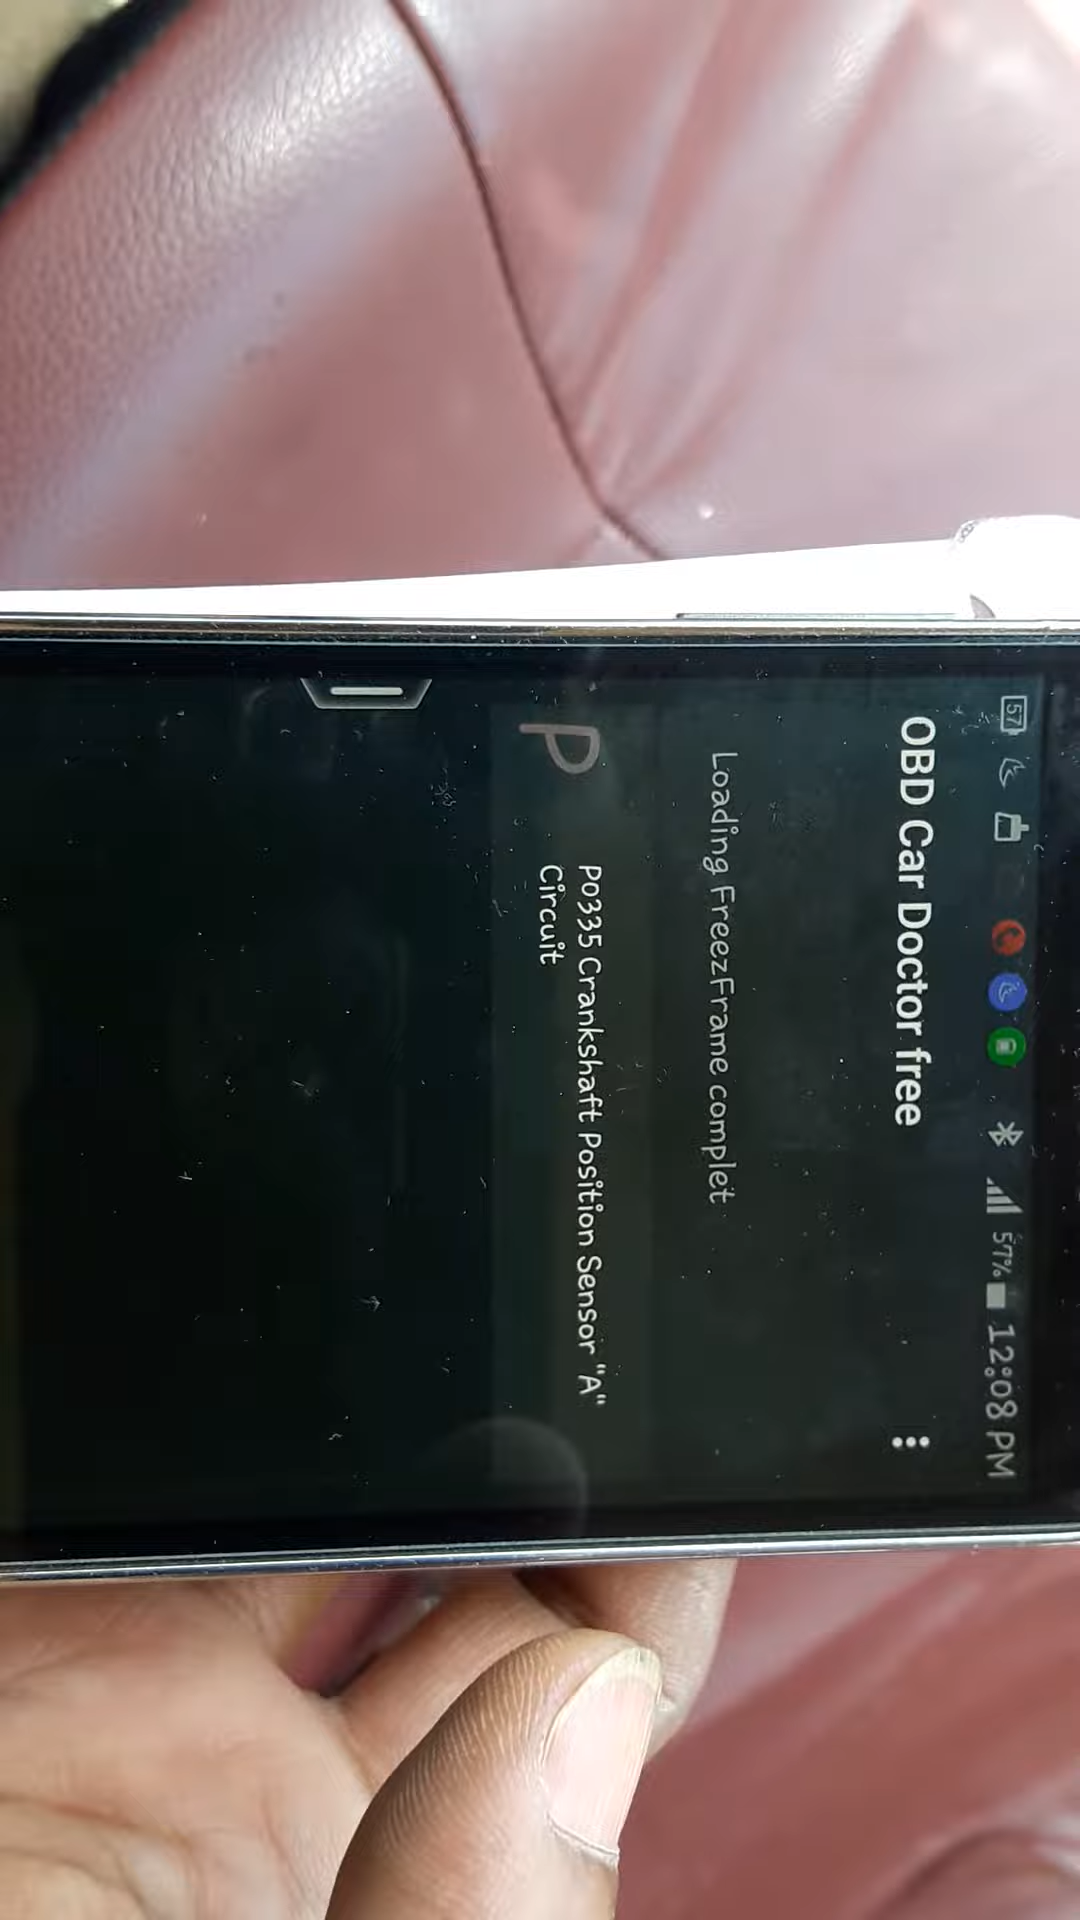 57 57% 12:08 PM
OBD Car Doctor free
Loading FreezFrame complet
P
P0335 Crankshaft Position Sensor "A"
Circuit